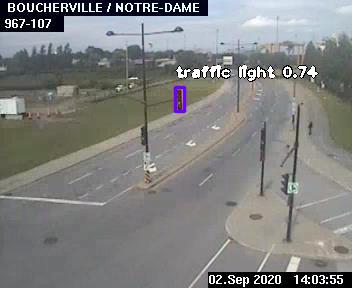 BOUCHERVILLE / NOTRE-DAME
967-107
traffic light 0.74
02.Sep 2020 14:03:55